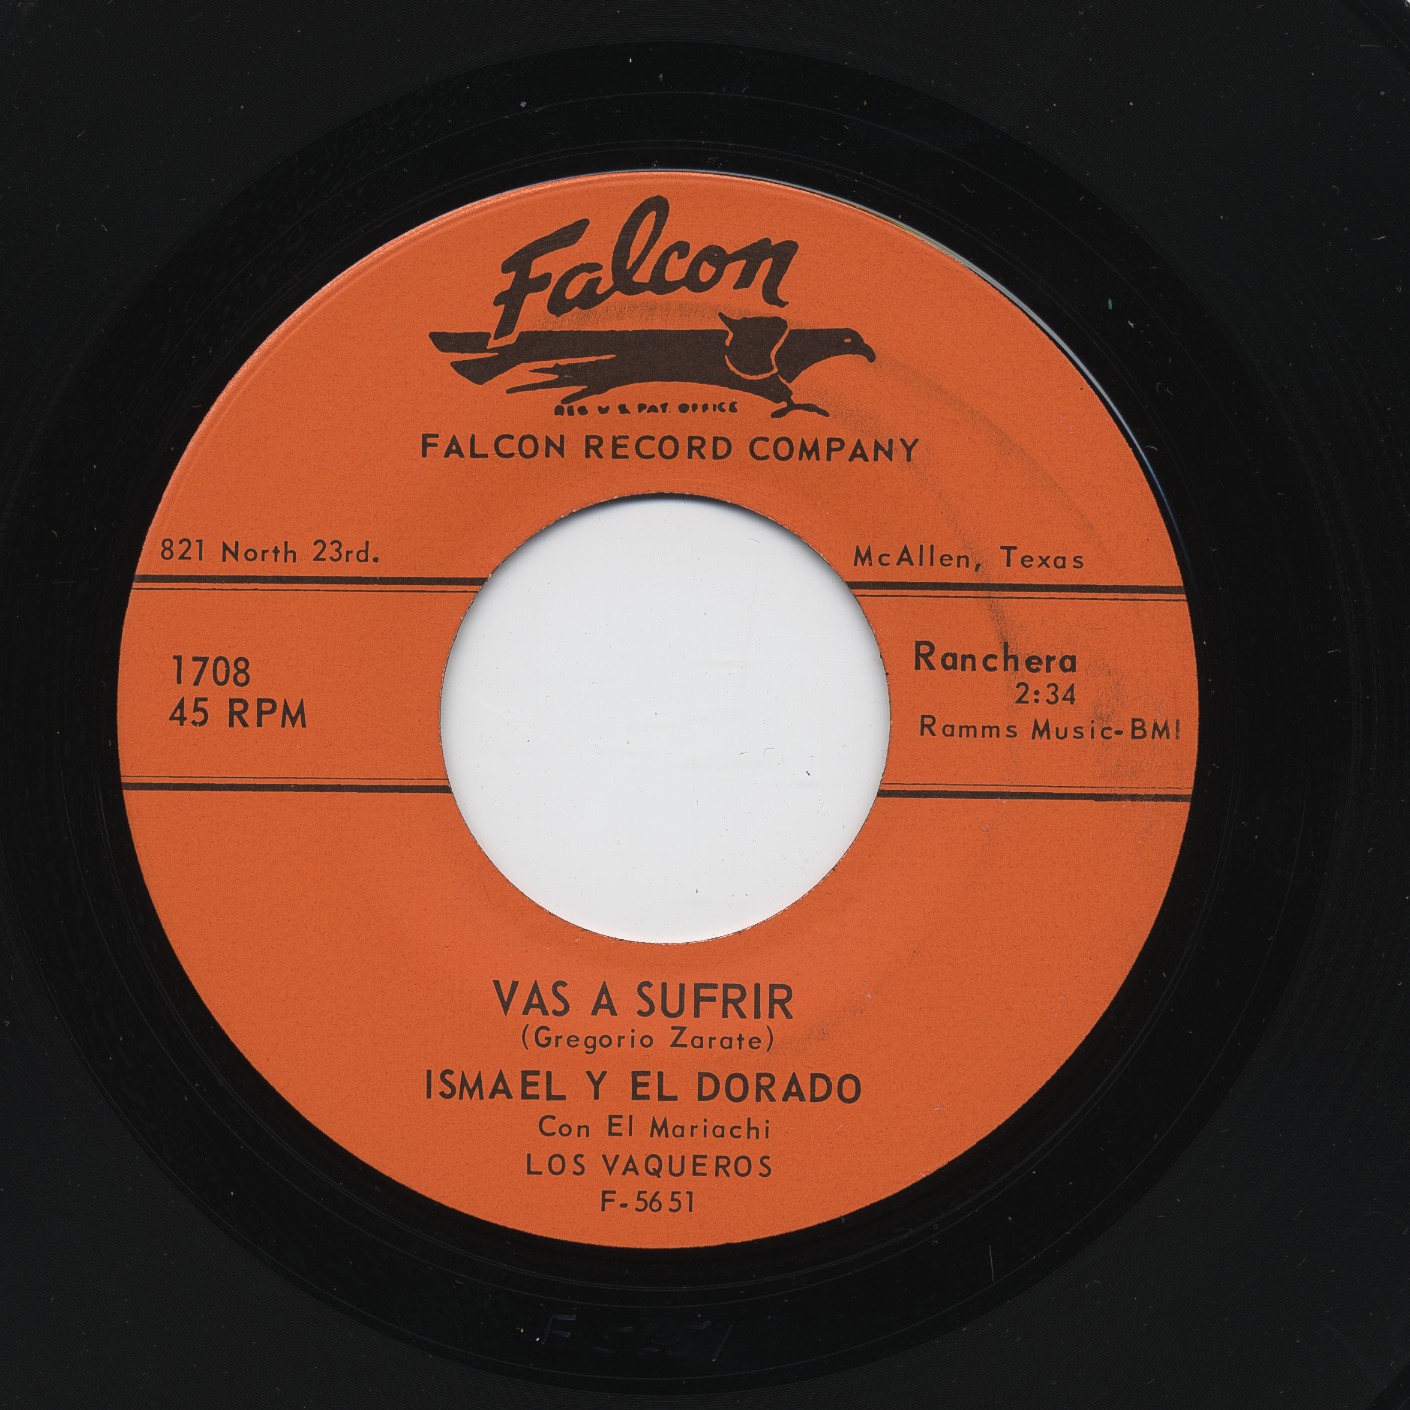 Falcon
REG U S PAT. OFFICE
FALCON RECORD COMPANY
821 North 23rd.
McAllen, Texas
1708
45 RPM
Ranchera
2:34
Ramms Music-BMI
VAS A SUFRIR
(Gregorio Zarate)
ISMAEL Y EL DORADO
Con El Mariachi
LOS VAQUEROS
F-5651